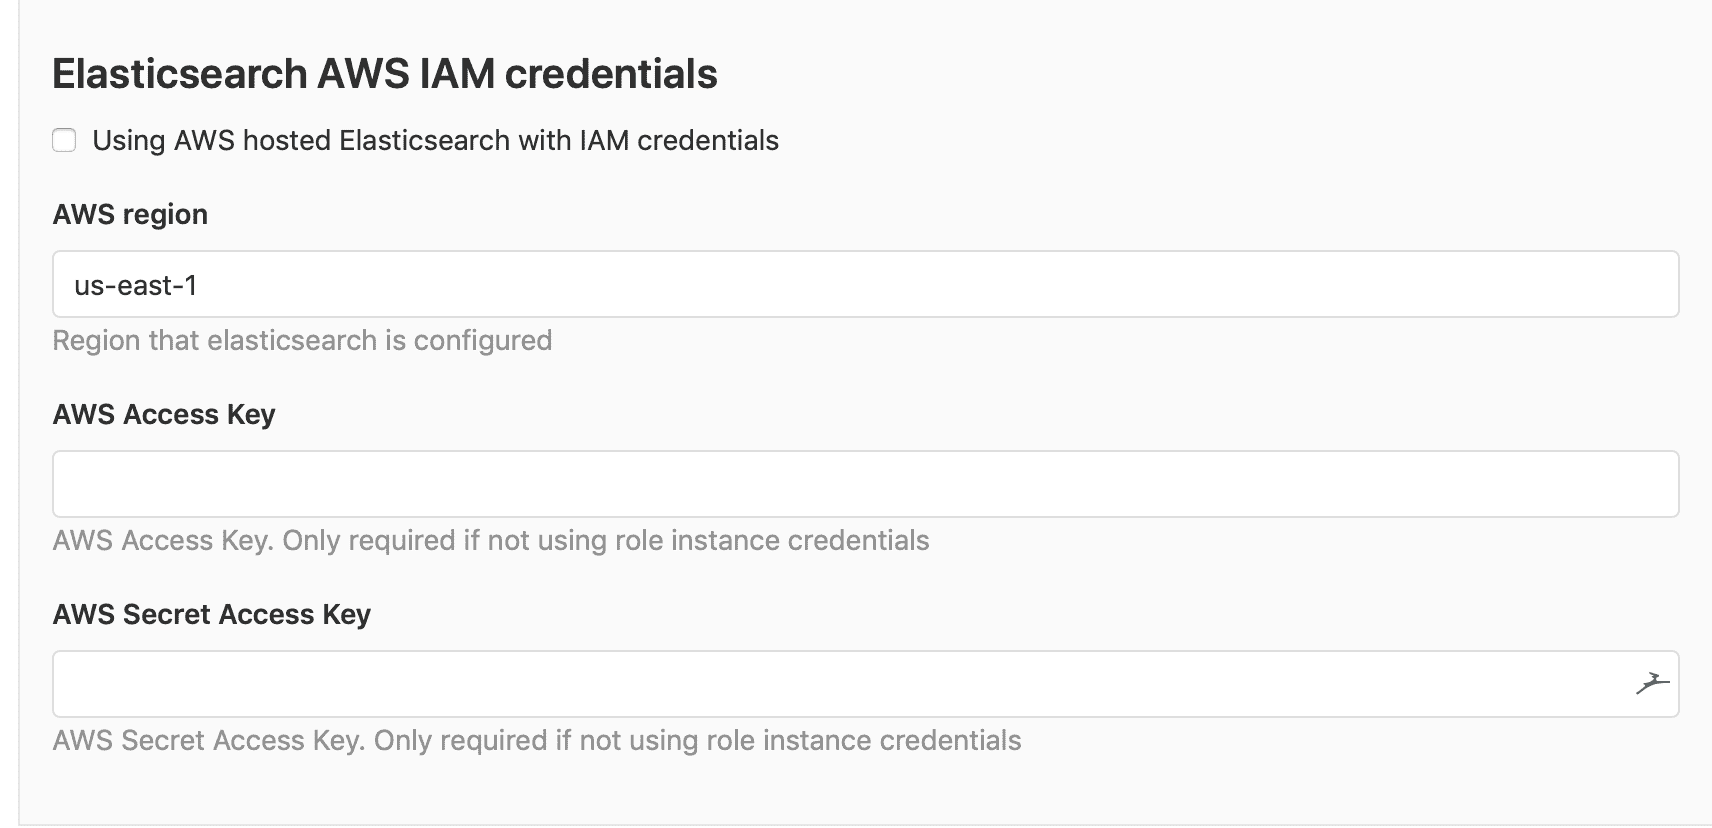 Elasticsearch AWS IAM credentials
Using AWS hosted Elasticsearch with IAM credentials
AWS region
us-east-1
Region that elasticsearch is configured
AWS Access Key
AWS Access Key. Only required if not using role instance credentials
AWS Secret Access Key
AWS Secret Access Key. Only required if not using role instance credentials